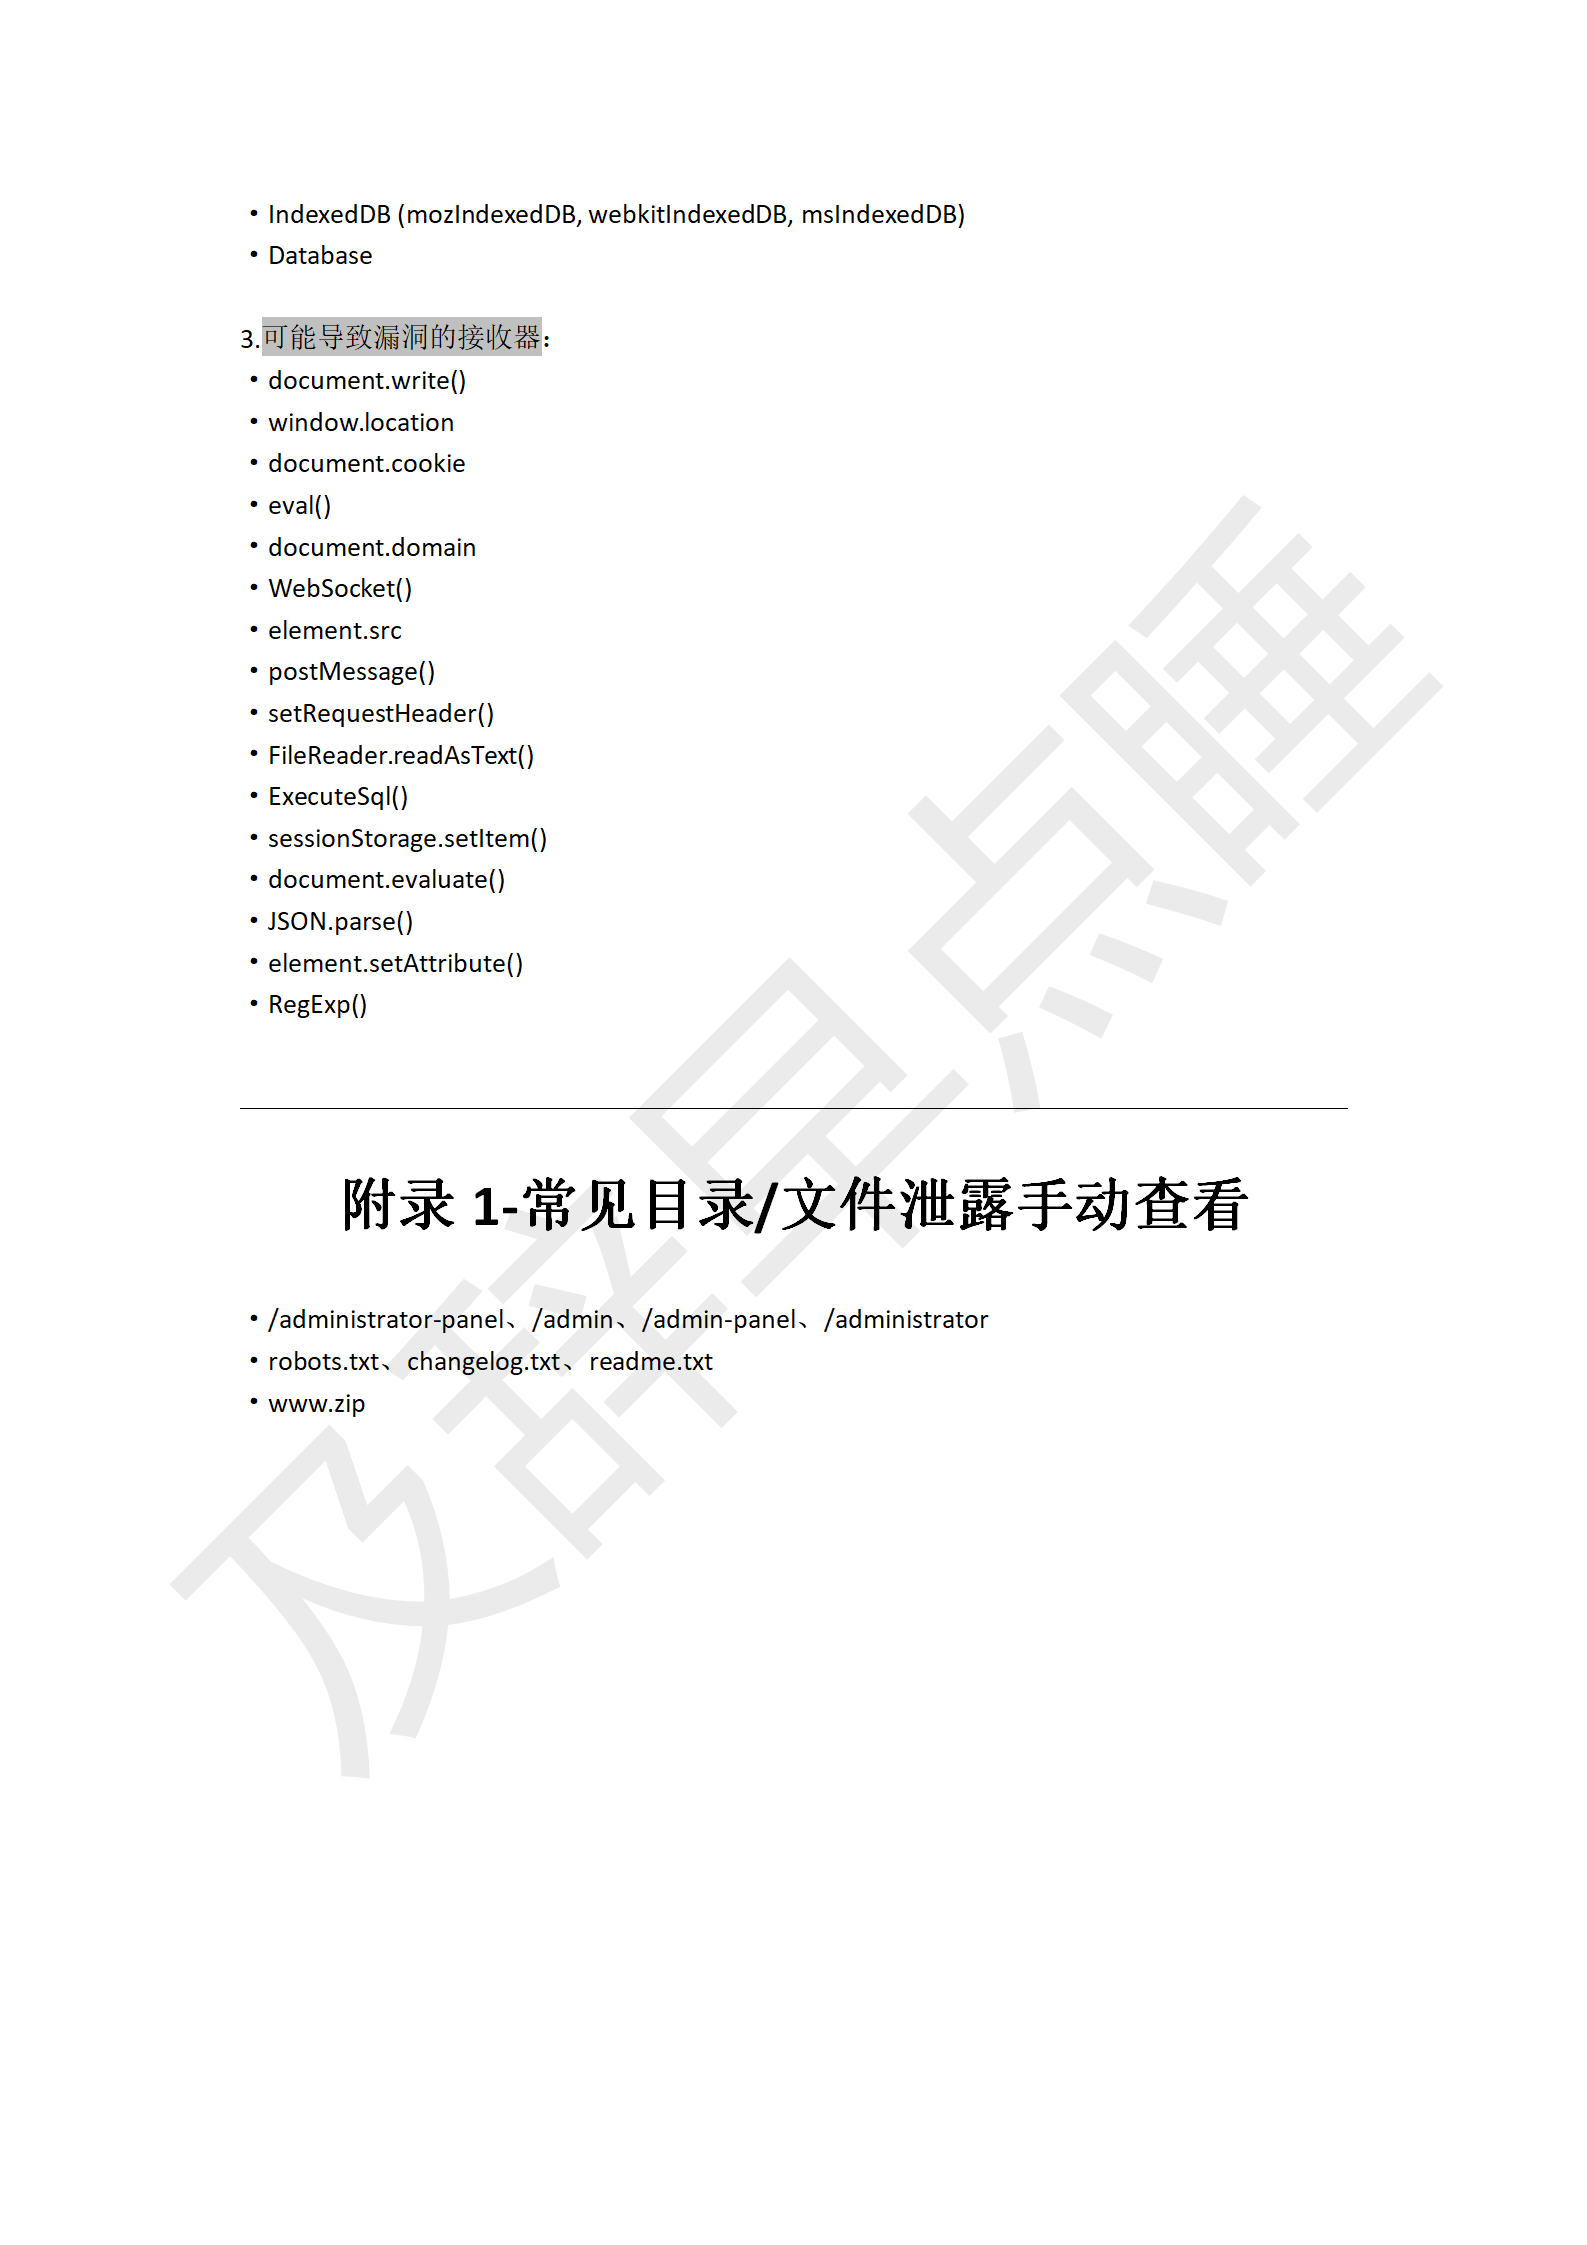 • IndexedDB (mozIndexedDB, webkitIndexedDB, msIndexedDB)
• Database
3.可能导致漏洞的接收器：
• document.write()
• window.location
• document.cookie
• eval()
• document.domain
• WebSocket()
• element.src
• postMessage()
• setRequestHeader()
• FileReader.readAsText()
• ExecuteSql()
• sessionStorage.setItem()
• document.evaluate()
• JSON.parse()
• element.setAttribute()
• RegExp()
附录 1-常见目录/文件泄露手动查看
• /administrator-panel、/admin、/admin-panel、/administrator
• robots.txt、changelog.txt、readme.txt
• www.zip
及辞早点睡